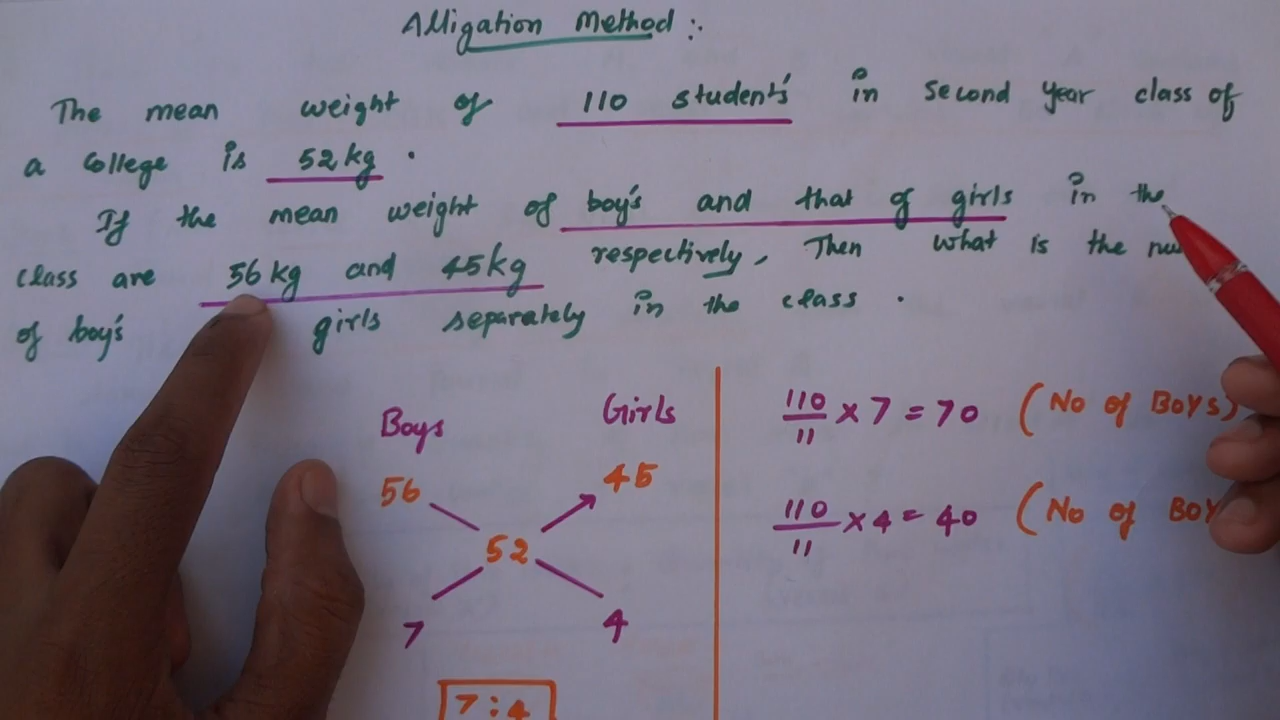 Alligation Method :-
The mean weight of 110 students' in second year class of
a college is 52 kg .
If the mean weight of boy's and that of girls in the
class are 56 kg and 45 kg respectively, Then what is the
of boy's girls separately in the class .
Boys Girls
56 45
52
7 4
7 : 4
110/11 × 7 = 70 (No of Boys)
110/11 × 4 = 40 (No of